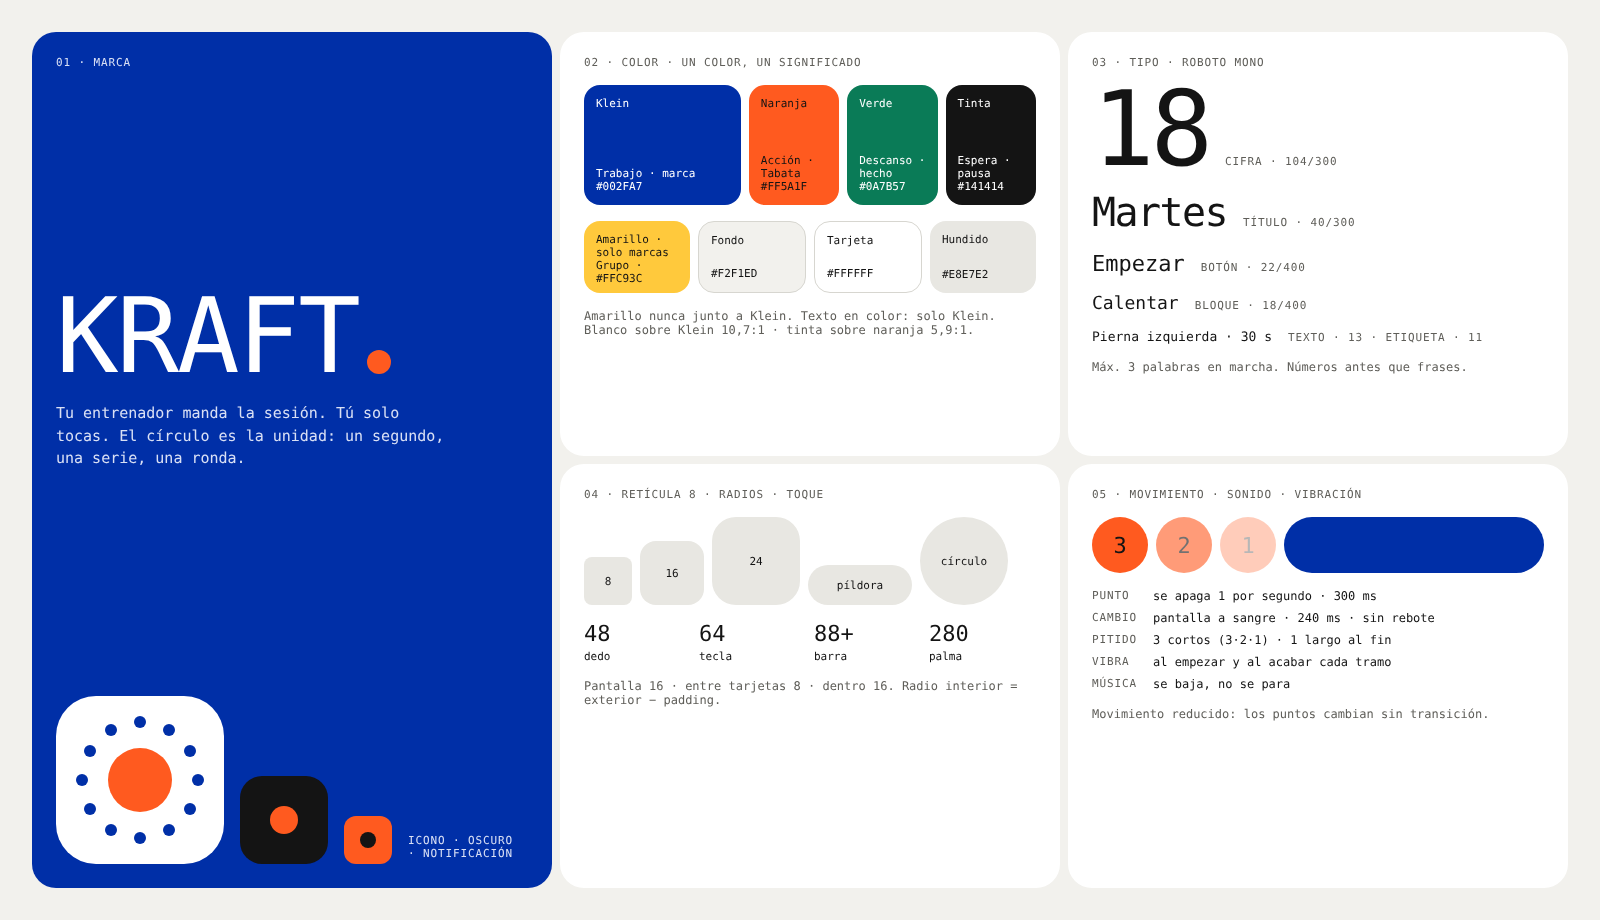 01 · MARCA
KRAFT.
Tu entrenador manda la sesión. Tú solo
tocas. El círculo es la unidad: un segundo,
una serie, una ronda.
ICONO · OSCURO
· NOTIFICACIÓN
02 · COLOR · UN COLOR, UN SIGNIFICADO
Klein
Trabajo · marca
#002FA7
Naranja
Acción ·
Tabata
#FF5A1F
Verde
Descanso ·
hecho
#0A7B57
Tinta
Espera ·
pausa
#141414
Amarillo ·
solo marcas
Grupo ·
#FFC93C
Fondo
#F2F1ED
Tarjeta
#FFFFFF
Hundido
#E8E7E2
Amarillo nunca junto a Klein. Texto en color: solo Klein.
Blanco sobre Klein 10,7:1 · tinta sobre naranja 5,9:1.
03 · TIPO · ROBOTO MONO
18 CIFRA · 104/300
Martes TÍTULO · 40/300
Empezar BOTÓN · 22/400
Calentar BLOQUE · 18/400
Pierna izquierda · 30 s TEXTO · 13 · ETIQUETA · 11
Máx. 3 palabras en marcha. Números antes que frases.
04 · RETÍCULA 8 · RADIOS · TOQUE
8
16
24
píldora
círculo
48
dedo
64
tecla
88+
barra
280
palma
Pantalla 16 · entre tarjetas 8 · dentro 16. Radio interior =
exterior − padding.
05 · MOVIMIENTO · SONIDO · VIBRACIÓN
3
2
1
PUNTO se apaga 1 por segundo · 300 ms
CAMBIO pantalla a sangre · 240 ms · sin rebote
PITIDO 3 cortos (3·2·1) · 1 largo al fin
VIBRA al empezar y al acabar cada tramo
MÚSICA se baja, no se para
Movimiento reducido: los puntos cambian sin transición.